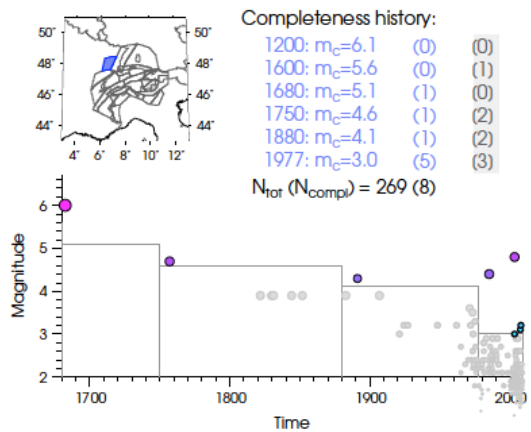 Completeness history:
1200: mc=6.1 (0) (0)
1600: mc=5.6 (0) (1)
1680: mc=5.1 (1) (0)
1750: mc=4.6 (1) (2)
1880: mc=4.1 (1) (2)
1977: mc=3.0 (5) (3)
Ntot (Ncompl) = 269 (8)
50° 50°
48° 48°
46° 46°
44° 44°
4° 6° 8° 10° 12°
Magnitude
6
5
4
3
2
1700 1800 1900 2000
Time